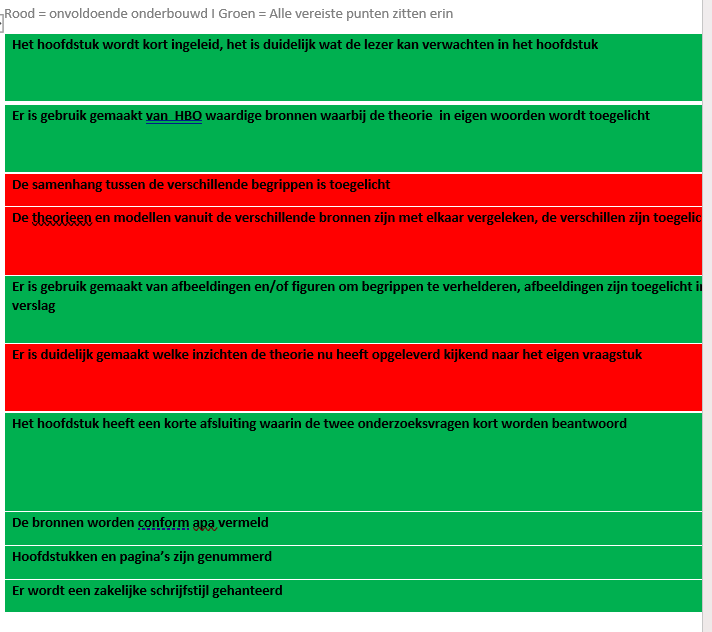 Rood = onvoldoende onderbouwd I Groen = Alle vereiste punten zitten erin
Het hoofdstuk wordt kort ingeleid, het is duidelijk wat de lezer kan verwachten in het hoofdstuk
Er is gebruik gemaakt van HBO waardige bronnen waarbij de theorie in eigen woorden wordt toegelicht
De samenhang tussen de verschillende begrippen is toegelicht
De theorieen en modellen vanuit de verschillende bronnen zijn met elkaar vergeleken, de verschillen zijn toegelic
Er is gebruik gemaakt van afbeeldingen en/of figuren om begrippen te verhelderen, afbeeldingen zijn toegelicht i
verslag
Er is duidelijk gemaakt welke inzichten de theorie nu heeft opgeleverd kijkend naar het eigen vraagstuk
Het hoofdstuk heeft een korte afsluiting waarin de twee onderzoeksvragen kort worden beantwoord
De bronnen worden conform apa vermeld
Hoofdstukken en pagina's zijn genummerd
Er wordt een zakelijke schrijfstijl gehanteerd